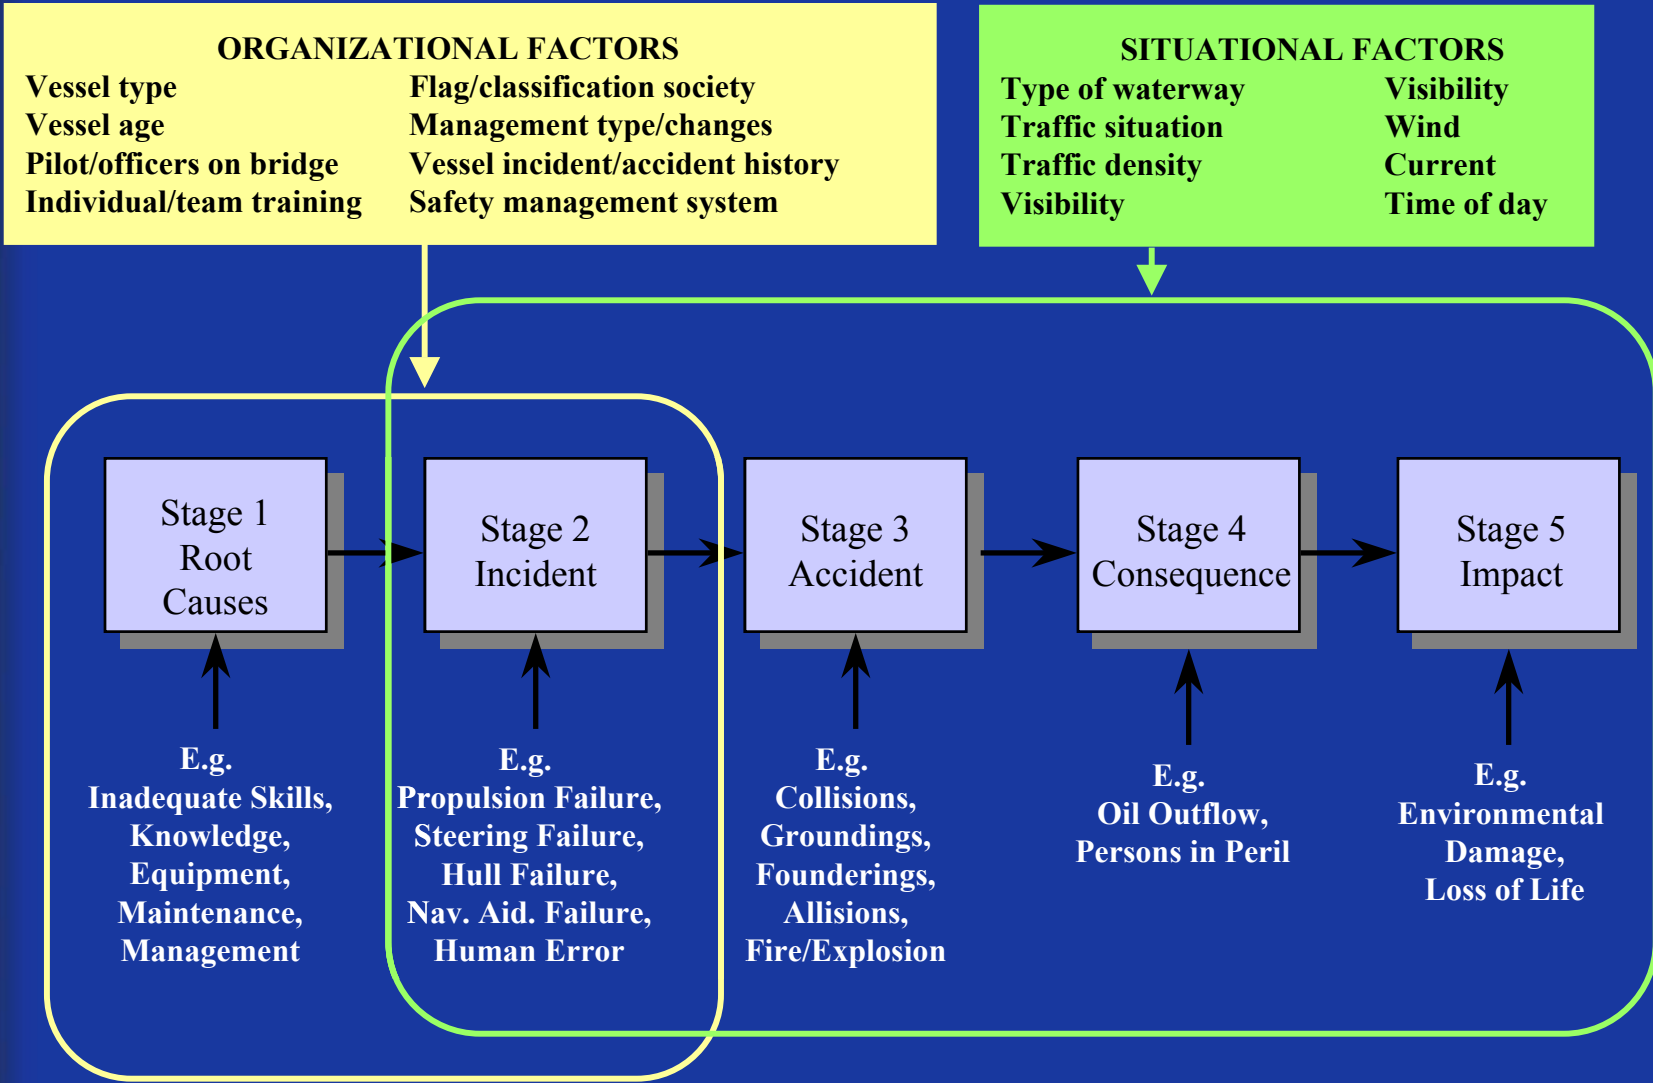 ORGANIZATIONAL FACTORS
Vessel type
Flag/classification society
Vessel age
Management type/changes
Pilot/officers on bridge
Vessel incident/accident history
Individual/team training
Safety management system
SITUATIONAL FACTORS
Type of waterway
Visibility
Traffic situation
Wind
Traffic density
Current
Visibility
Time of day
Stage 1
Root
Causes
Stage 2
Incident
Stage 3
Accident
Stage 4
Consequence
Stage 5
Impact
E.g.
Inadequate Skills,
Knowledge,
Equipment,
Maintenance,
Management
E.g.
Propulsion Failure,
Steering Failure,
Hull Failure,
Nav. Aid. Failure,
Human Error
E.g.
Collisions,
Groundings,
Founderings,
Allisions,
Fire/Explosion
E.g.
Oil Outflow,
Persons in Peril
E.g.
Environmental
Damage,
Loss of Life